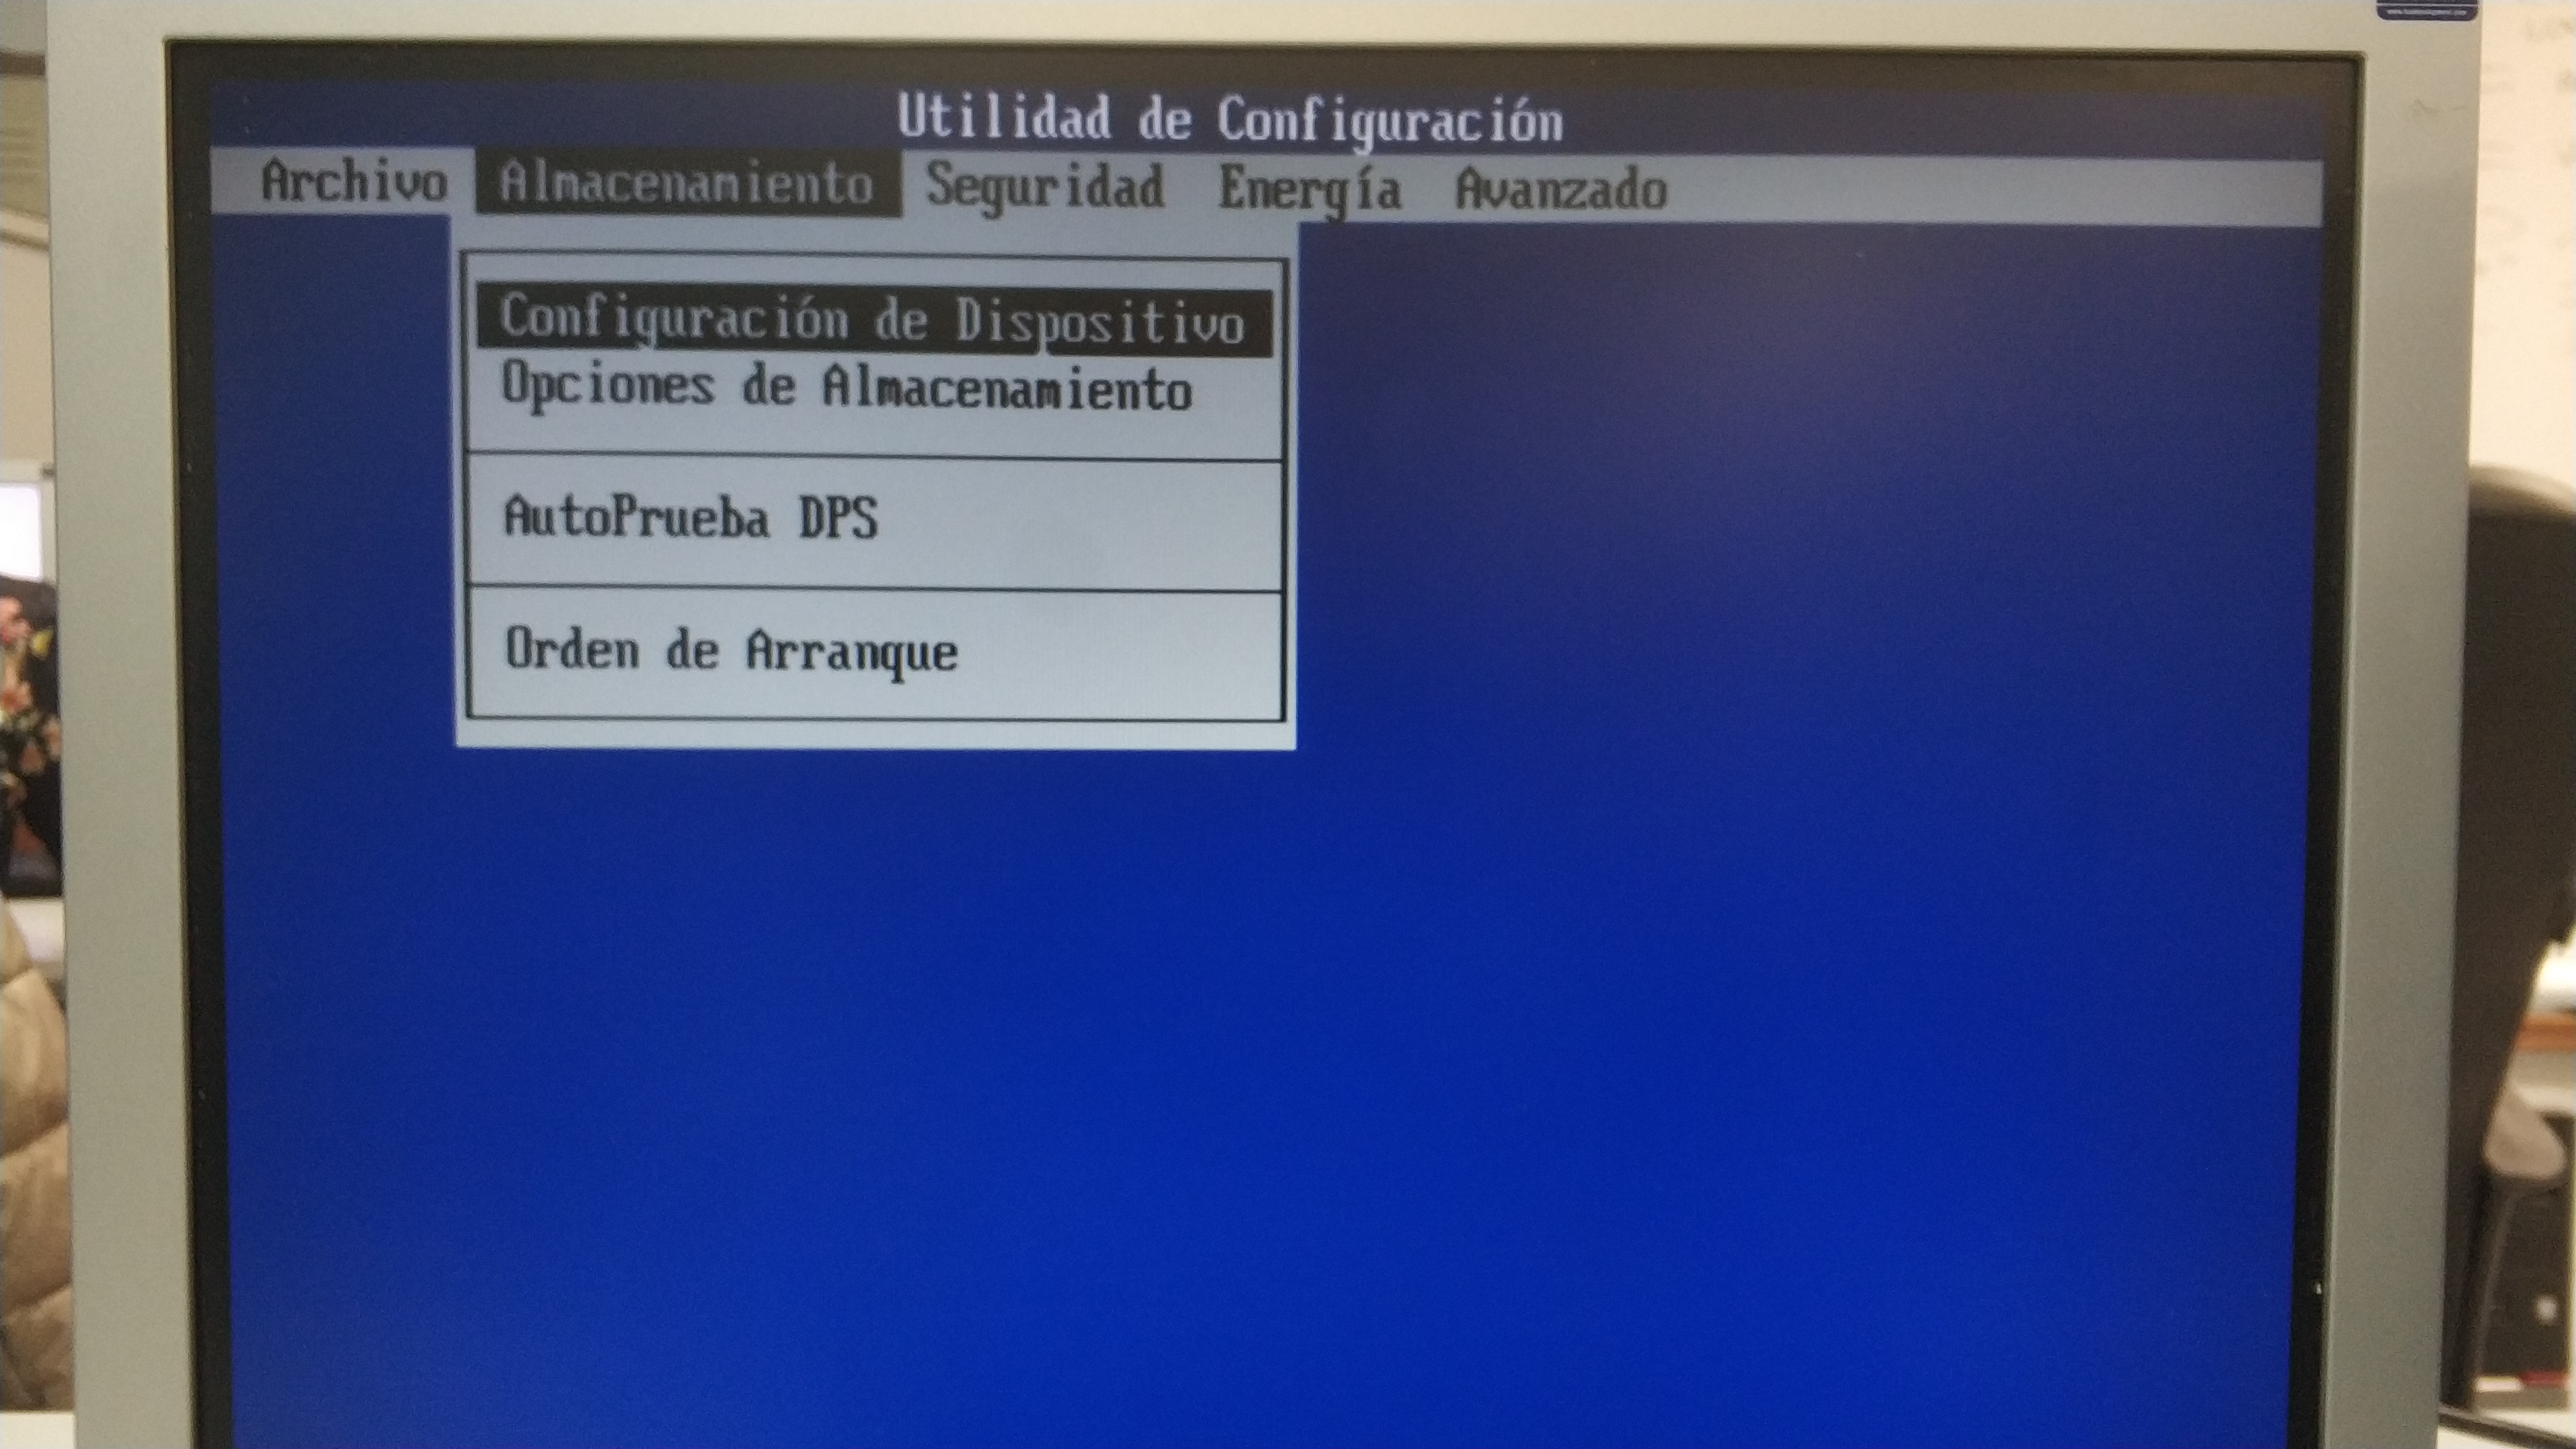 Utilidad de Configuración
Archivo Almacenamiento Seguridad Energía Avanzado
Configuración de Dispositivo
Opciones de Almacenamiento
AutoPrueba DPS
Orden de Arranque